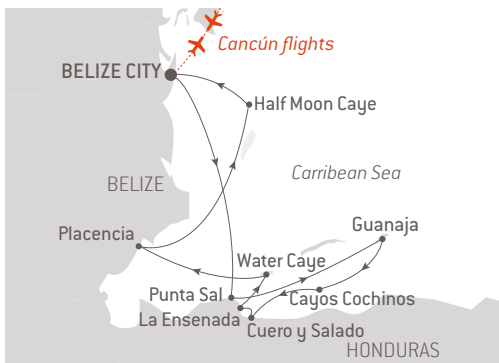 Cancún flights
BELIZE CITY
Half Moon Caye
Carribean Sea
BELIZE
Placencia
Guanaja
Water Caye
Punta Sal
Cayos Cochinos
La Ensenada
Cuero y Salado
HONDURAS